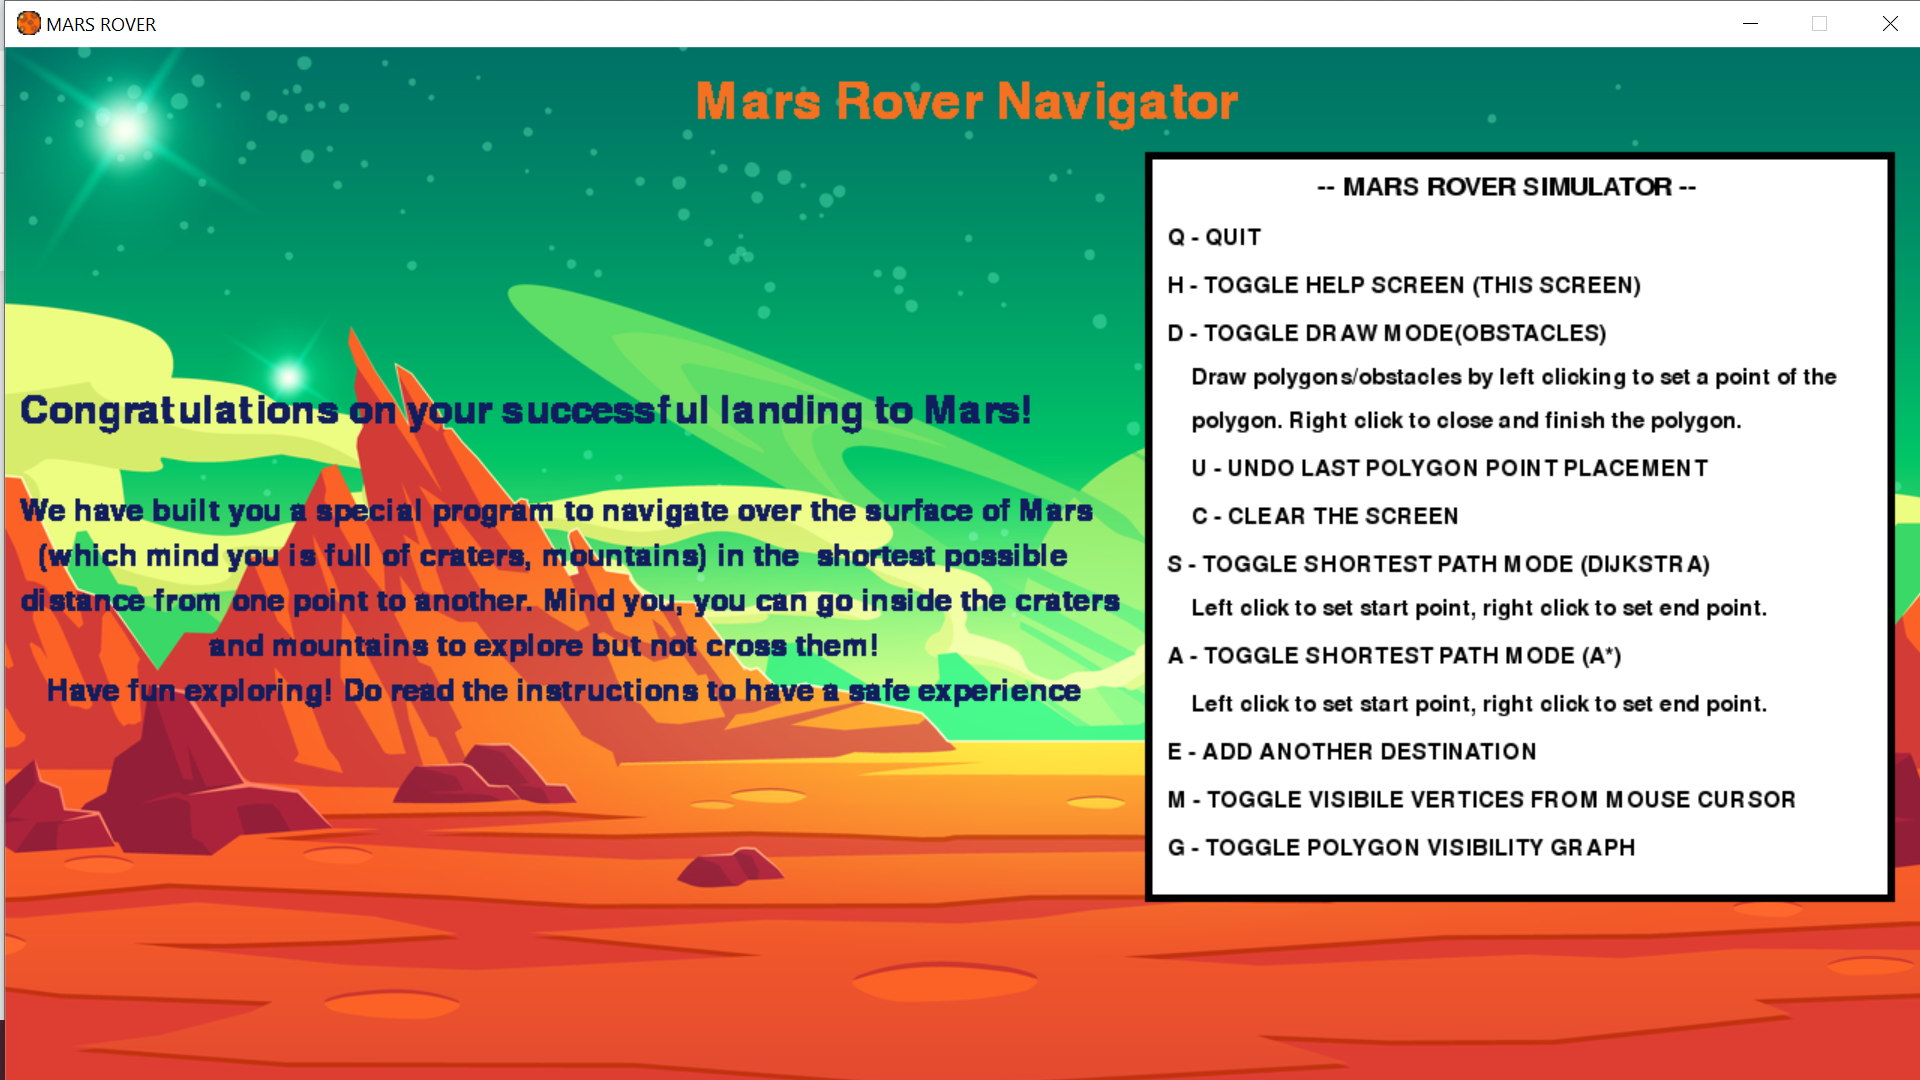 MARS ROVER
Mars Rover Navigator
Congratulations on your successful landing to Mars!
We have built you a special program to navigate over the surface of Mars
(which mind you is full of craters, mountains) in the shortest possible
distance from one point to another. Mind you, you can go inside the craters
and mountains to explore but not cross them!
Have fun exploring! Do read the instructions to have a safe experience
-- MARS ROVER SIMULATOR --
Q - QUIT
H - TOGGLE HELP SCREEN (THIS SCREEN)
D - TOGGLE DRAW MODE(OBSTACLES)
Draw polygons/obstacles by left clicking to set a point of the
polygon. Right click to close and finish the polygon.
U - UNDO LAST POLYGON POINT PLACEMENT
C - CLEAR THE SCREEN
S - TOGGLE SHORTEST PATH MODE (DIJKSTRA)
Left click to set start point, right click to set end point.
A - TOGGLE SHORTEST PATH MODE (A*)
Left click to set start point, right click to set end point.
E - ADD ANOTHER DESTINATION
M - TOGGLE VISIBILE VERTICES FROM MOUSE CURSOR
G - TOGGLE POLYGON VISIBILITY GRAPH